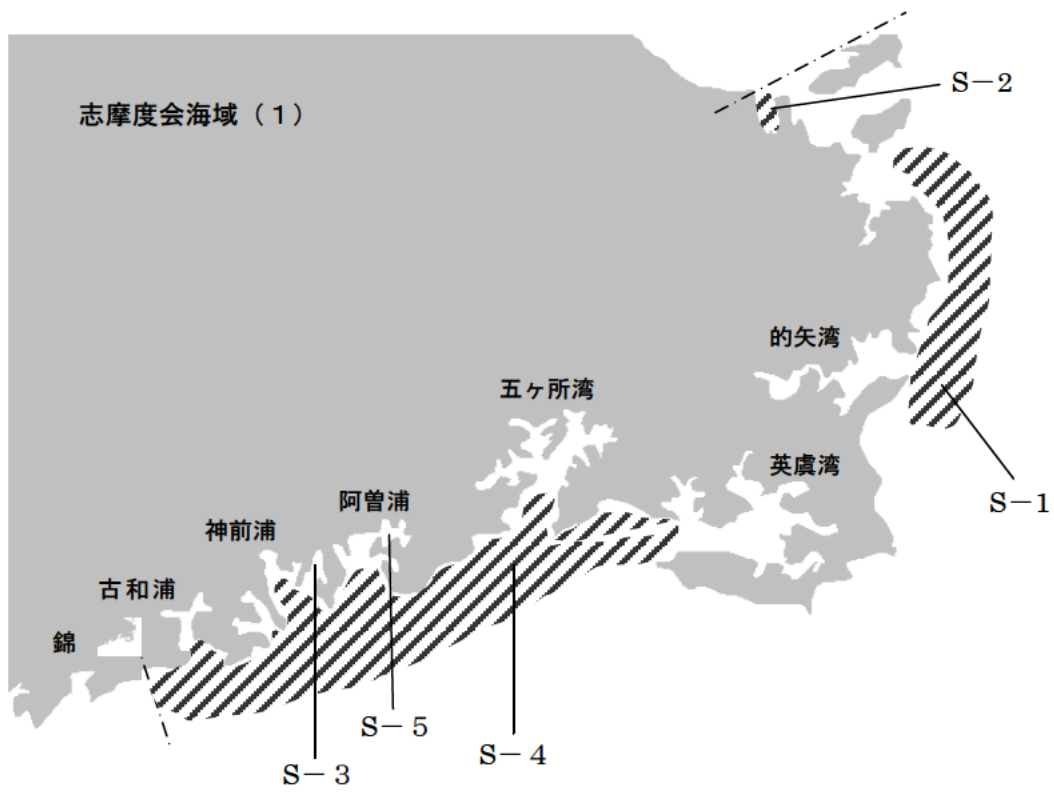 S－2
志摩度会海域（１）
的矢湾
五ヶ所湾
英虞湾
S－1
阿曽浦
神前浦
古和浦
錦
S－５
S－4
S－３